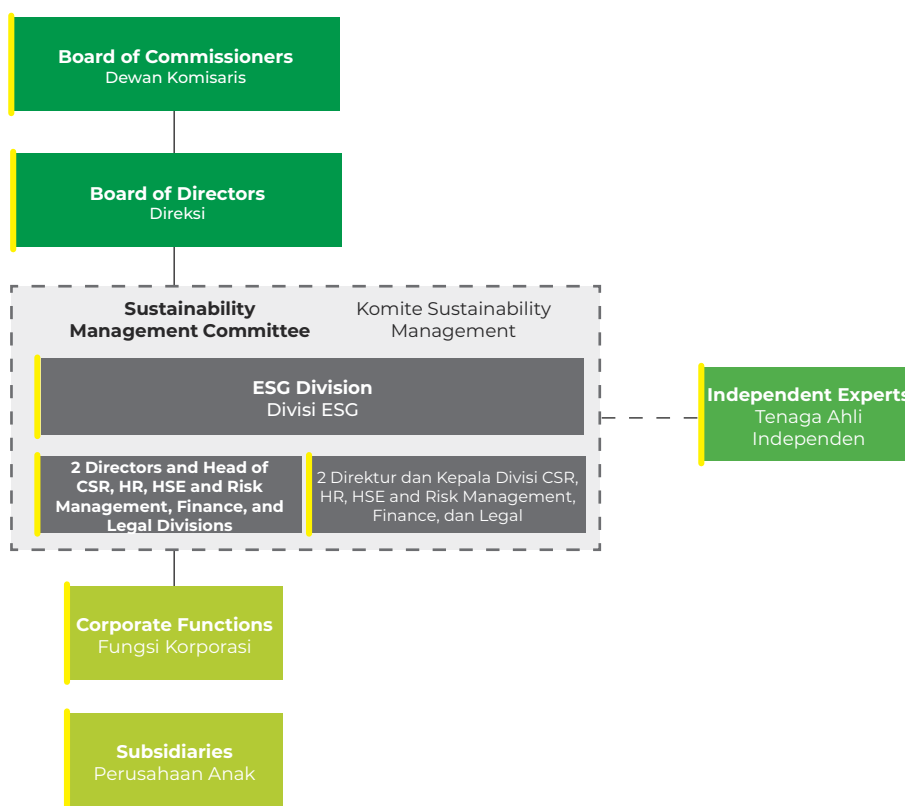 Board of Commissioners
Dewan Komisaris
Board of Directors
Direksi
Sustainability
Management Committee
Komite Sustainability
Management
ESG Division
Divisi ESG
2 Directors and Head of
CSR, HR, HSE and Risk
Management, Finance, and
Legal Divisions
2 Direktur dan Kepala Divisi CSR,
HR, HSE and Risk Management,
Finance, dan Legal
Independent Experts
Tenaga Ahli
Independen
Corporate Functions
Fungsi Korporasi
Subsidiaries
Perusahaan Anak